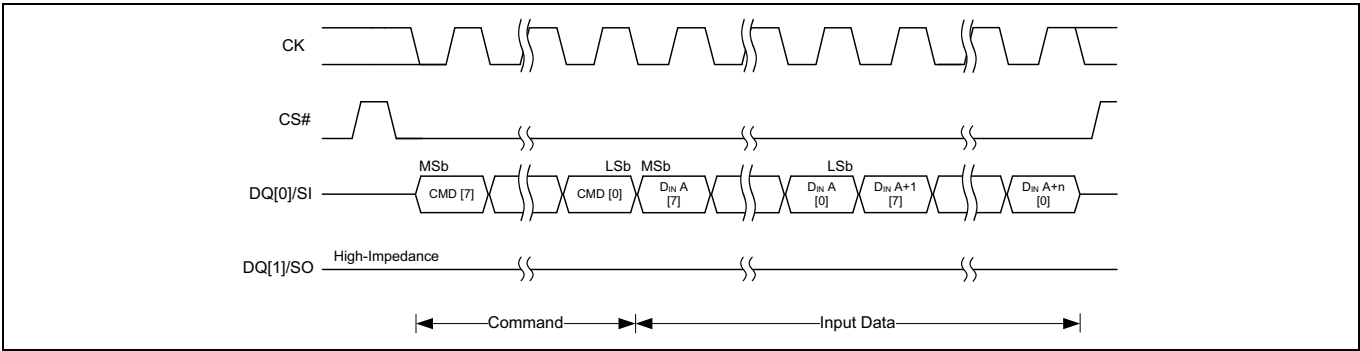 CK
CS#
MSb LSb MSb LSb
DQ[0]/SI CMD [7] CMD [0] DIN A [7] DIN A [0] DIN A+1 [7] DIN A+n [0]
High-Impedance
DQ[1]/SO
Command Input Data